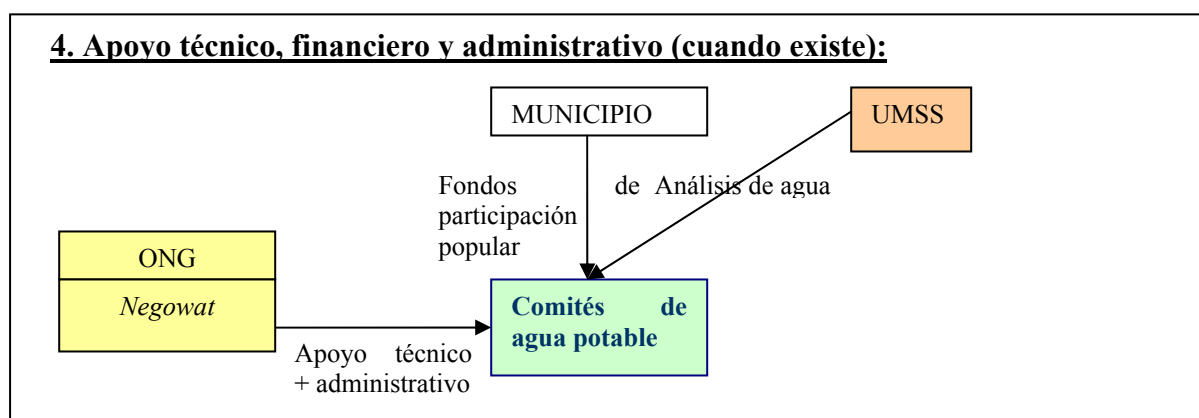 4. Apoyo técnico, financiero y administrativo (cuando existe):
MUNICIPIO
UMSS
Fondos de
participación
popular
Análisis de agua
ONG
Negowat
Comités de
agua potable
Apoyo técnico
+ administrativo